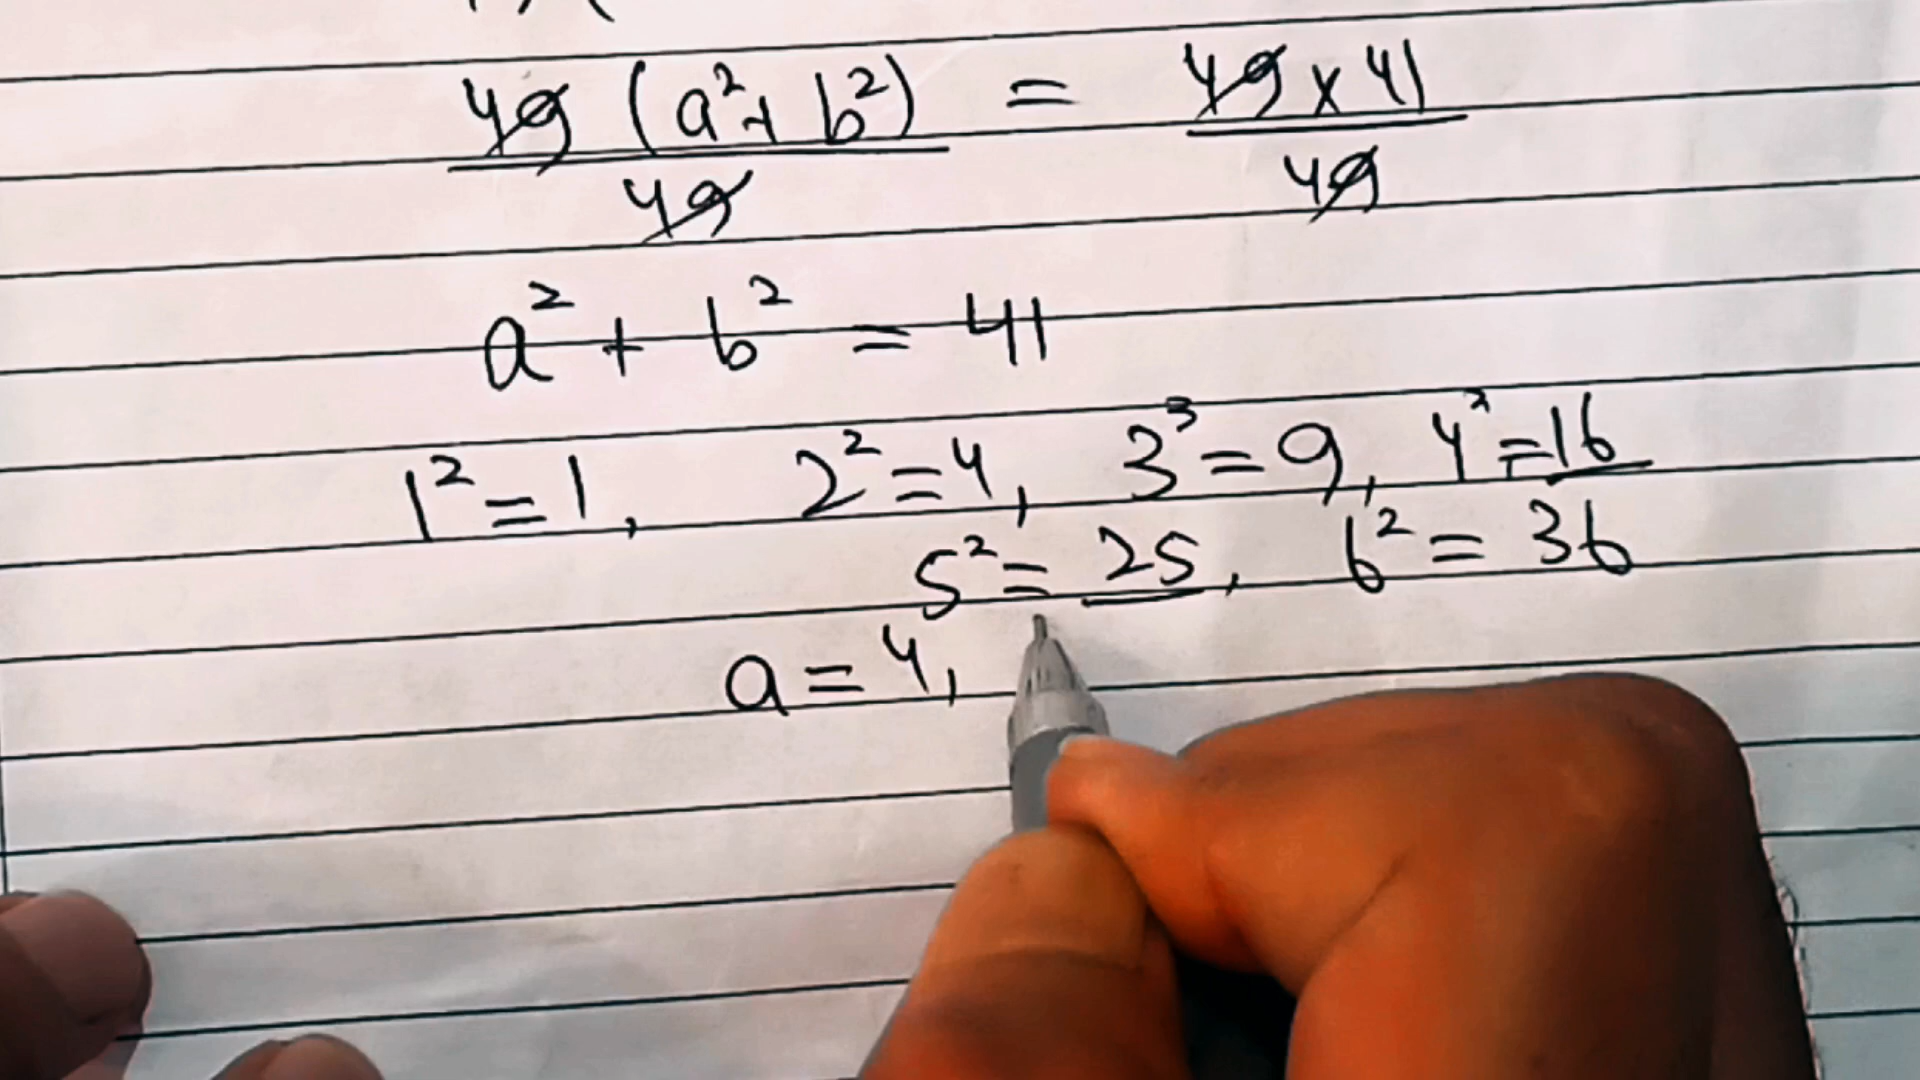 49 (a² + b²) / 49 = 49 x 41 / 49
a² + b² = 41
1² = 1, 2² = 4, 3³ = 9, 4² = 16
5² = 25, 6² = 36
a = 4,